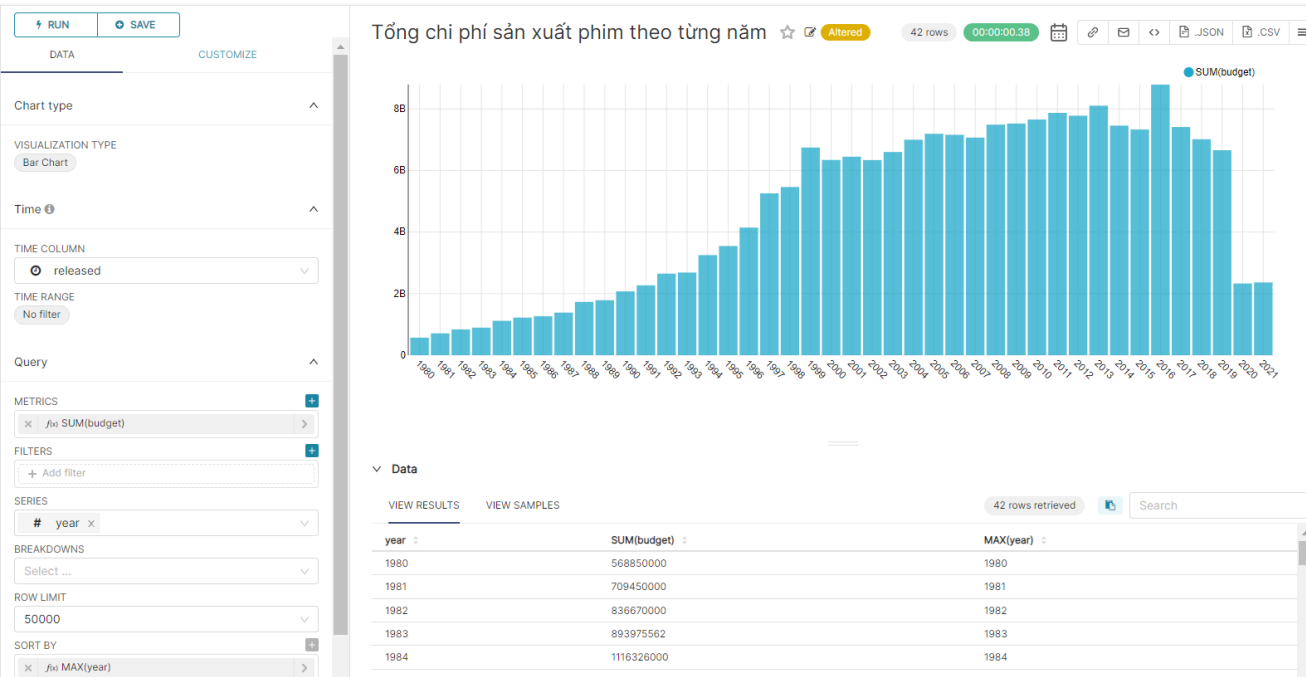 RUN
SAVE
DATA
CUSTOMIZE
Chart type
VISUALIZATION TYPE
Bar Chart
Time
TIME COLUMN
released
TIME RANGE
No filter
Query
METRICS
f(x) SUM(budget)
FILTERS
+ Add filter
SERIES
# year ×
BREAKDOWNS
Select ...
ROW LIMIT
50000
SORT BY
f(x) MAX(year)
Tổng chi phí sản xuất phim theo từng năm
Altered
42 rows
00:00:00.38
.JSON
.CSV
SUM(budget)
8B
6B
4B
2B
0
1980 1981 1982 1983 1984 1985 1986 1987 1988 1989 1990 1991 1992 1993 1994 1995 1996 1997 1998 1999 2000 2001 2002 2003 2004 2005 2006 2007 2008 2009 2010 2011 2012 2013 2014 2015 2016 2017 2018 2019 2020 2021
Data
VIEW RESULTS VIEW SAMPLES
42 rows retrieved
Search
year SUM(budget) MAX(year)
1980 568850000 1980
1981 709450000 1981
1982 836670000 1982
1983 893975562 1983
1984 1116326000 1984